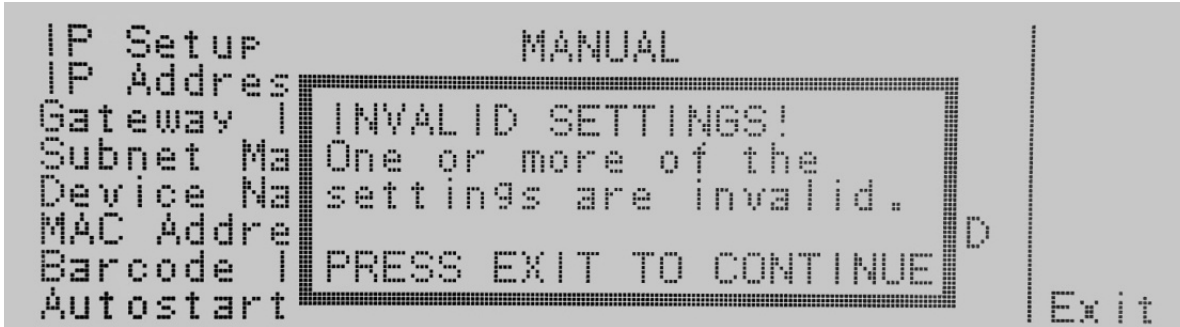 IP Setup MANUAL
IP Addres
Gateway I
Subnet Ma
Device Na
MAC Addre D
Barcode I
Autostart
INVALID SETTINGS!
One or more of the
settings are invalid.
PRESS EXIT TO CONTINUE
Exit